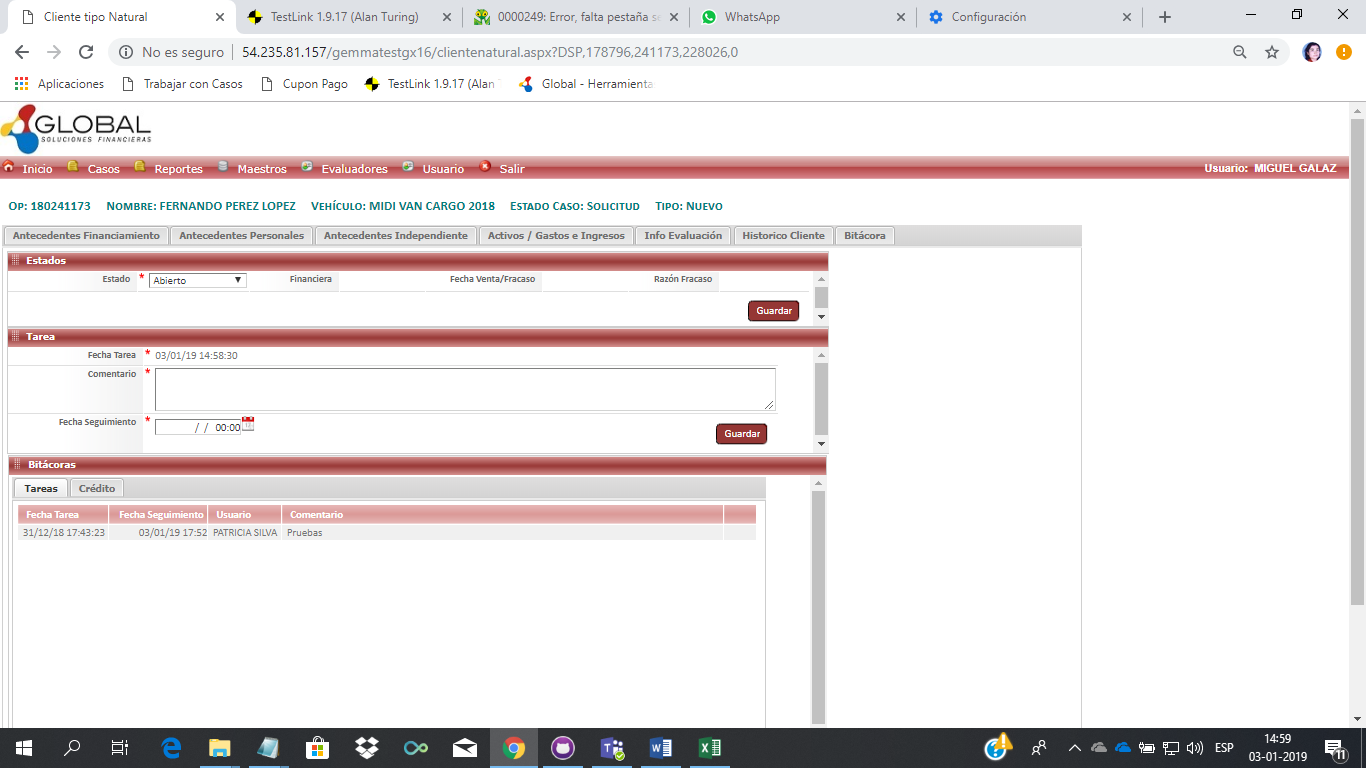 Cliente tipo Natural
TestLink 1.9.17 (Alan Turing)
0000249: Error, falta pestaña se
WhatsApp
Configuración
No es seguro | 54.235.81.157/gemmatestgx16/clientenatural.aspx?DSP,178796,241173,228026,0
Aplicaciones
Trabajar con Casos
Cupon Pago
TestLink 1.9.17 (Alan
Global - Herramienta
GLOBAL
SOLUCIONES FINANCIERAS
Inicio Casos Reportes Maestros Evaluadores Usuario Salir
Usuario: MIGUEL GALAZ
OP: 180241173 NOMBRE: FERNANDO PEREZ LOPEZ VEHÍCULO: MIDI VAN CARGO 2018 ESTADO CASO: SOLICITUD TIPO: NUEVO
Antecedentes Financiamiento
Antecedentes Personales
Antecedentes Independiente
Activos / Gastos e Ingresos
Info Evaluación
Historico Cliente
Bitácora
Estados
Estado * Abierto
Financiera
Fecha Venta/Fracaso
Razón Fracaso
Guardar
Tarea
Fecha Tarea * 03/01/19 14:58:30
Comentario *
Fecha Seguimiento * / / 00:00
Guardar
Bitácoras
Tareas
Crédito
Fecha Tarea Fecha Seguimiento Usuario Comentario
31/12/18 17:43:23 03/01/19 17:52 PATRICIA SILVA Pruebas
ESP
14:59
03-01-2019
11